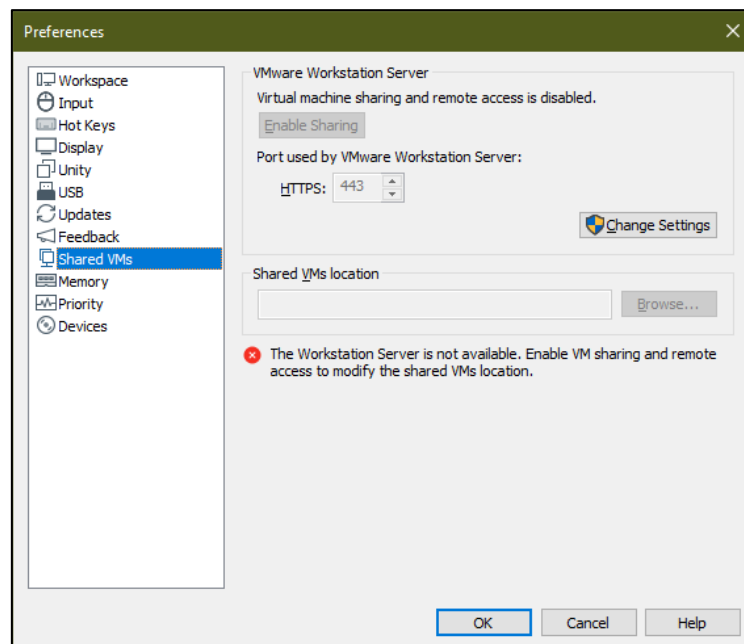 Preferences
Workspace
Input
Hot Keys
Display
Unity
USB
Updates
Feedback
Shared VMs
Memory
Priority
Devices
VMware Workstation Server
Virtual machine sharing and remote access is disabled.
Enable Sharing
Port used by VMware Workstation Server:
HTTPS: 443
Change Settings
Shared VMs location
Browse...
The Workstation Server is not available. Enable VM sharing and remote
access to modify the shared VMs location.
OK Cancel Help